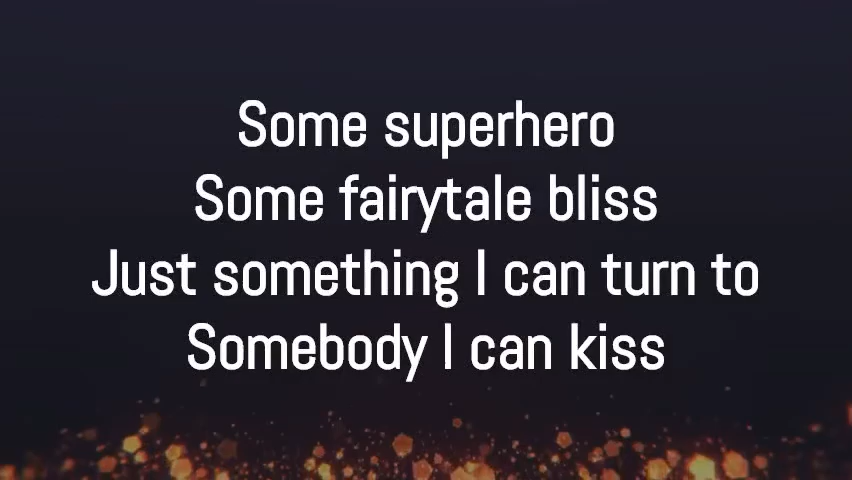 Some superhero
Some fairytale bliss
Just something I can turn to
Somebody I can kiss